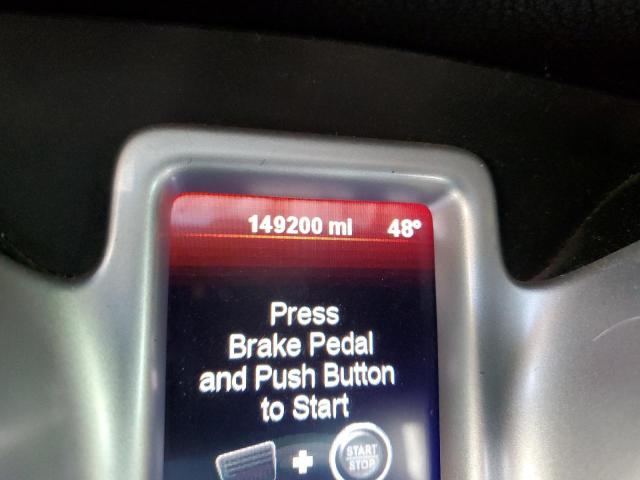 149200 mi 48°
Press
Brake Pedal
and Push Button
to Start
START
STOP